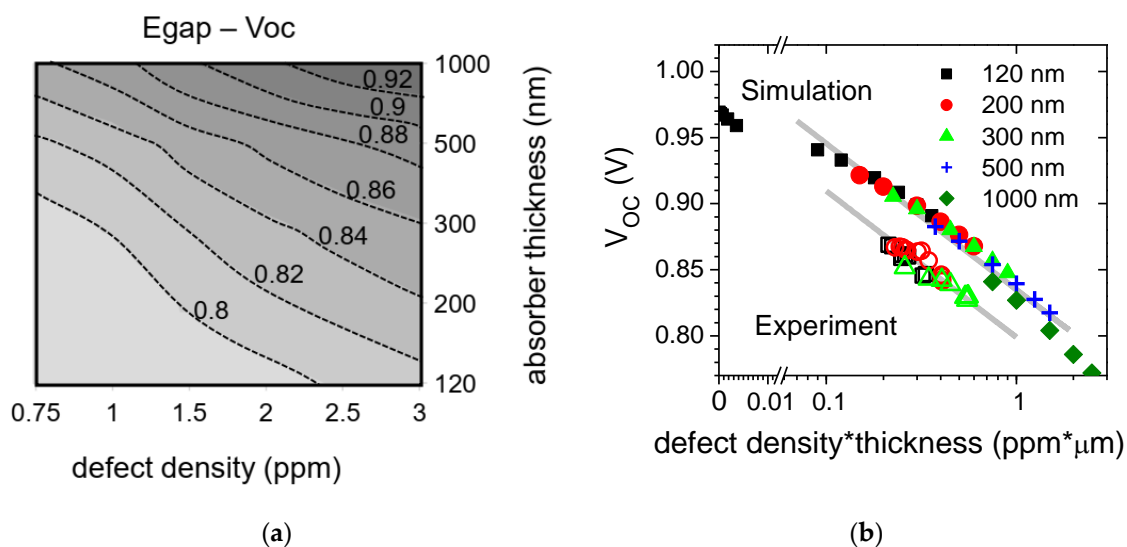 Egap – Voc
0.92
0.9
0.88
0.86
0.84
0.82
0.8
1000
500
300
200
120
absorber thickness (nm)
0.75 1 1.5 2 2.5 3
defect density (ppm)
(a)
1.00
0.95
0.90
0.85
0.80
V_OC (V)
Simulation
Experiment
120 nm
200 nm
300 nm
500 nm
1000 nm
0 0.01 0.1 1
defect density*thickness (ppm*μm)
(b)